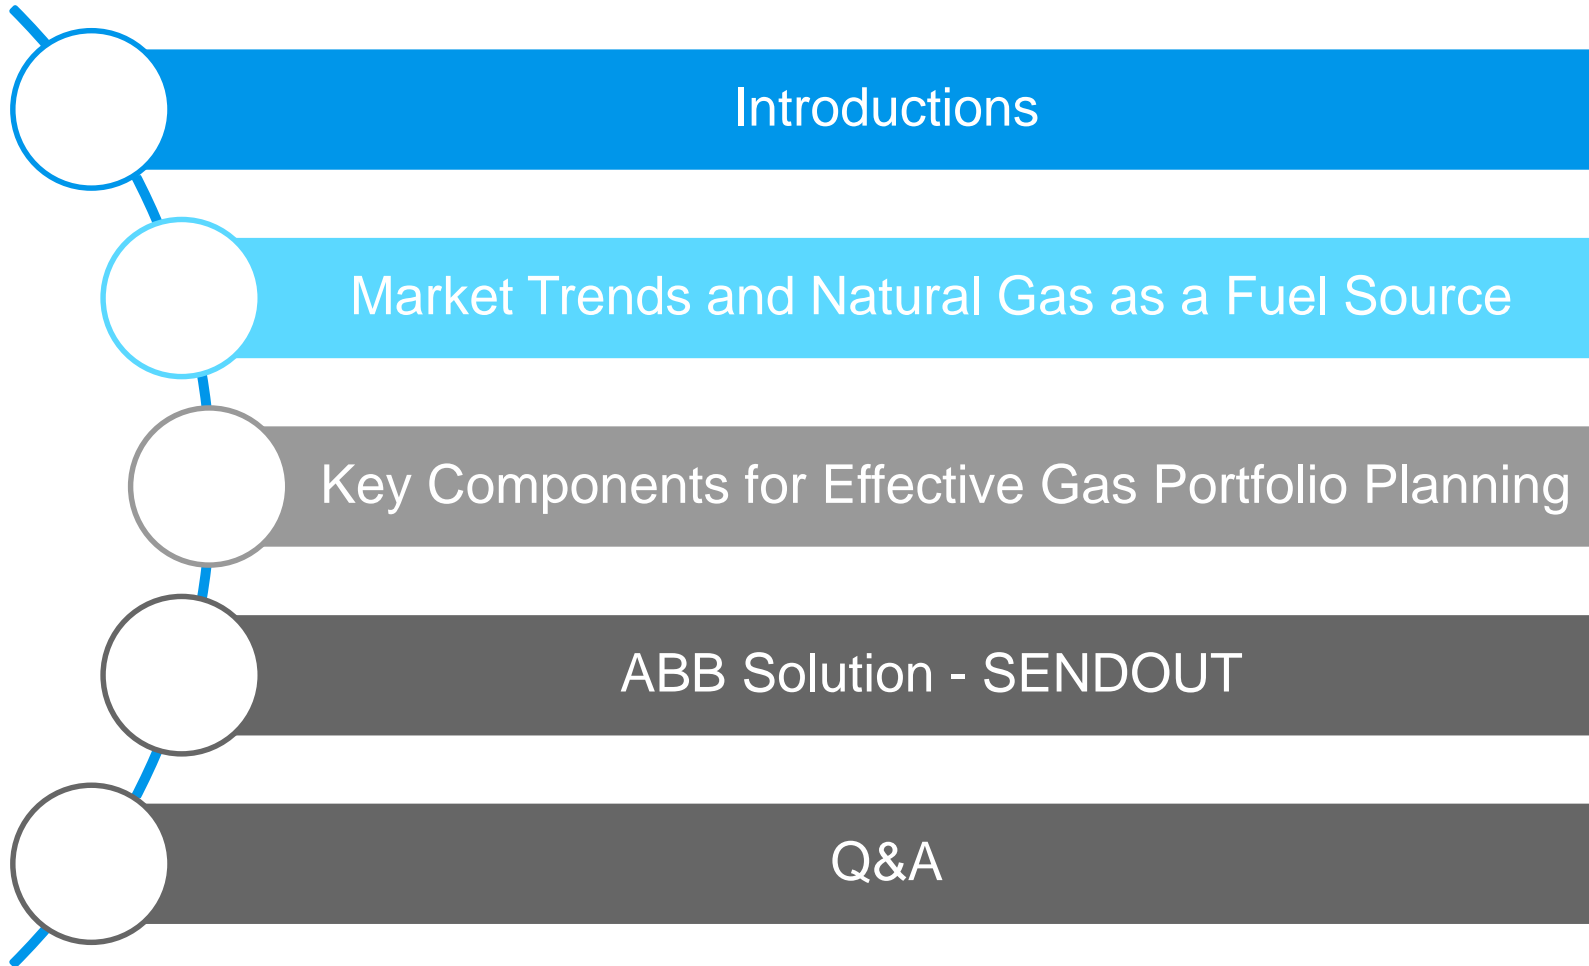 Introductions
Market Trends and Natural Gas as a Fuel Source
Key Components for Effective Gas Portfolio Planning
ABB Solution - SENDOUT
Q&A